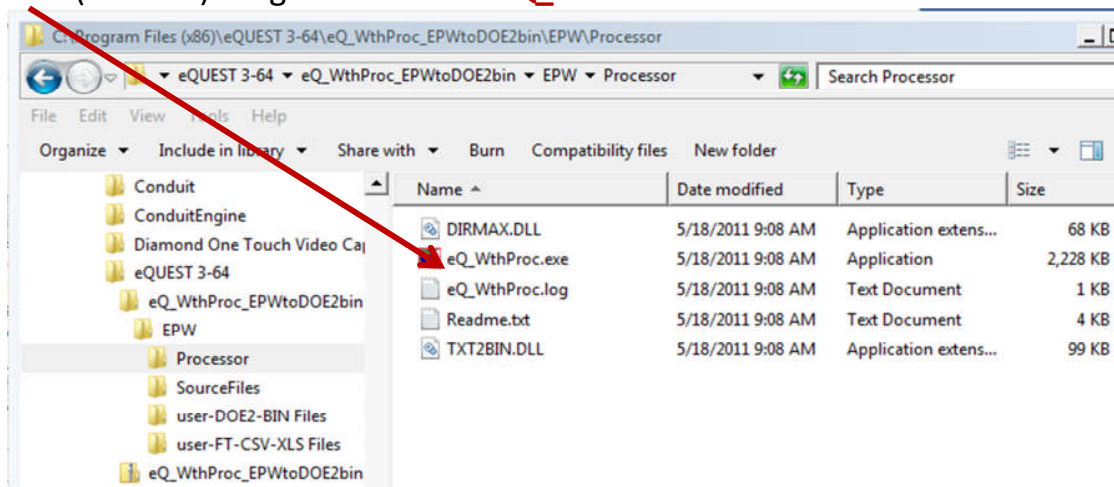 C:\Program Files (x86)\eQUEST 3-64\eQ_WthProc_EPWtoDOE2bin\EPW\Processor
eQUEST 3-64 eQ_WthProc_EPWtoDOE2bin EPW Processor Search Processor
File Edit View Tools Help
Organize Include in library Share with Burn Compatibility files New folder
Conduit
ConduitEngine
Diamond One Touch Video Ca
eQUEST 3-64
eQ_WthProc_EPWtoDOE2bin
EPW
Processor
SourceFiles
user-DOE2-BIN Files
user-FT-CSV-XLS Files
eQ_WthProc_EPWtoDOE2bin
Name Date modified Type Size
DIRMAX.DLL 5/18/2011 9:08 AM Application extens... 68 KB
eQ_WthProc.exe 5/18/2011 9:08 AM Application 2,228 KB
eQ_WthProc.log 5/18/2011 9:08 AM Text Document 1 KB
Readme.txt 5/18/2011 9:08 AM Text Document 4 KB
TXT2BIN.DLL 5/18/2011 9:08 AM Application extens... 99 KB